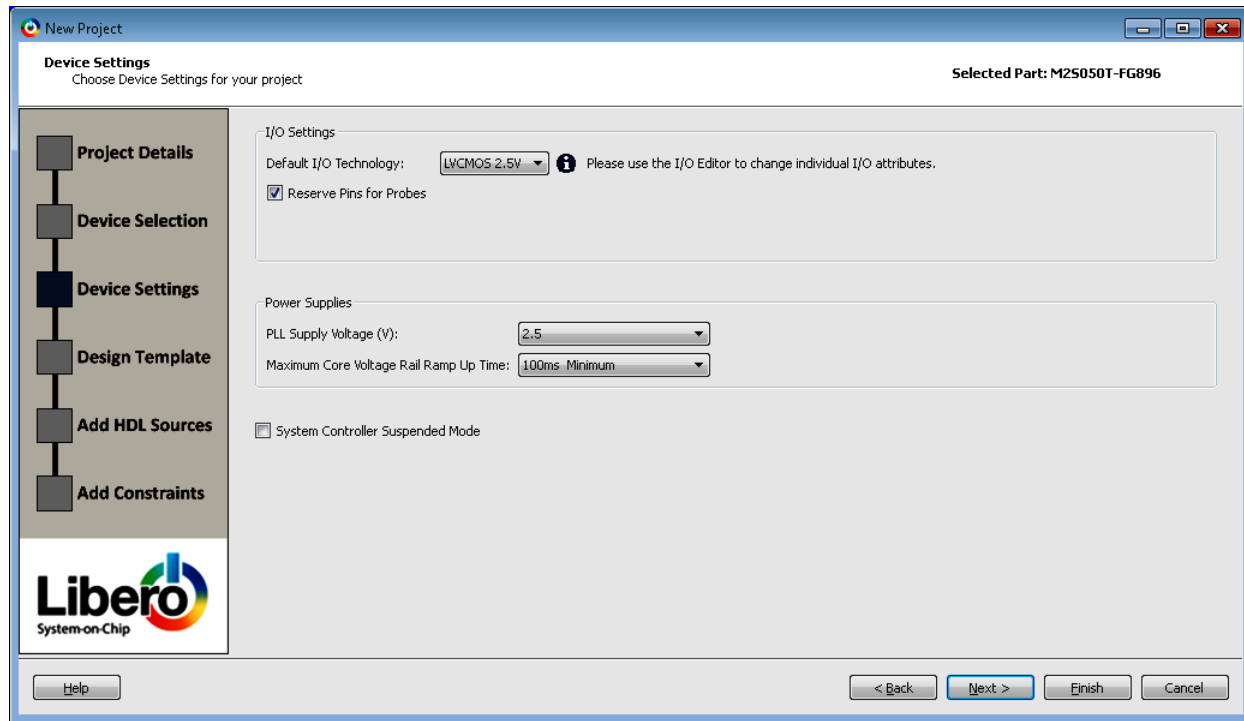 New Project
Device Settings
Choose Device Settings for your project
Selected Part: M2S050T-FG896
Project Details
Device Selection
Device Settings
Design Template
Add HDL Sources
Add Constraints
Libero
System-on-Chip
I/O Settings
Default I/O Technology: LVCMOS 2.5V Please use the I/O Editor to change individual I/O attributes.
Reserve Pins for Probes
Power Supplies
PLL Supply Voltage (V): 2.5
Maximum Core Voltage Rail Ramp Up Time: 100ms Minimum
System Controller Suspended Mode
Help < Back Next > Finish Cancel